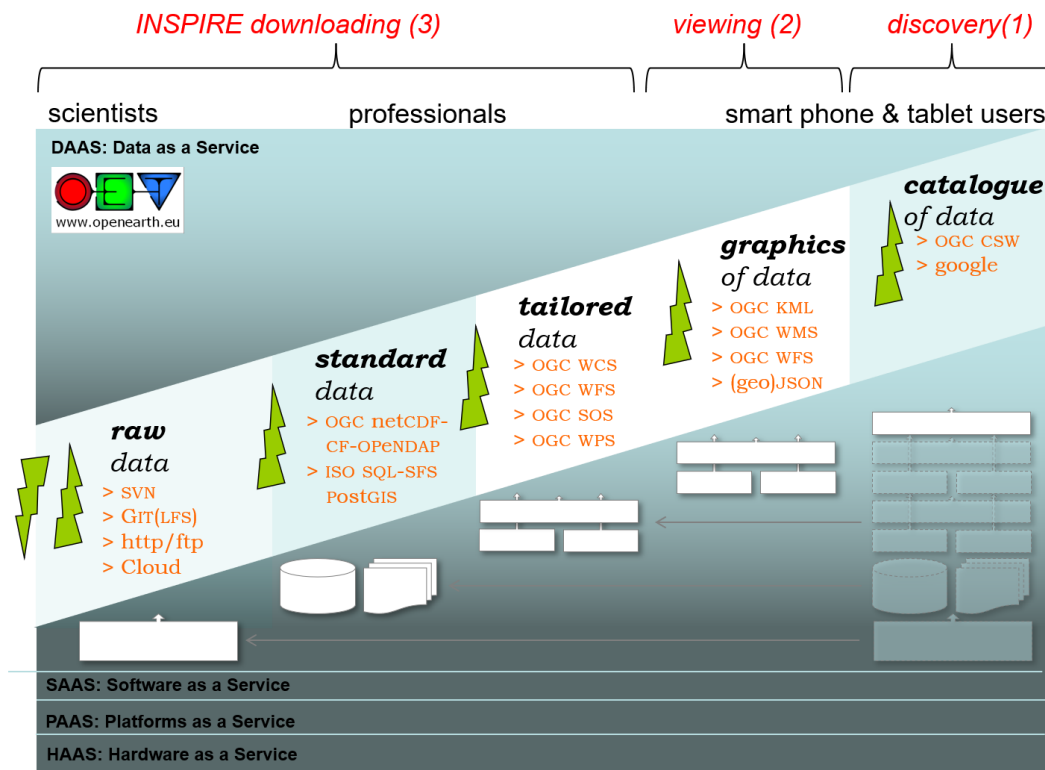 INSPIRE downloading (3)
viewing (2)
discovery(1)
scientists
professionals
smart phone & tablet users
DAAS: Data as a Service
OET
www.openearth.eu
raw
data
> SVN
> GIT(LFS)
> http/ftp
> Cloud
standard
data
> OGC netCDF-
CF-OPeNDAP
> ISO SQL-SFS
PostGIS
tailored
data
> OGC WCS
> OGC WFS
> OGC SOS
> OGC WPS
graphics
of data
> OGC KML
> OGC WMS
> OGC WFS
> (geo)JSON
catalogue
of data
> OGC CSW
> google
SAAS: Software as a Service
PAAS: Platforms as a Service
HAAS: Hardware as a Service